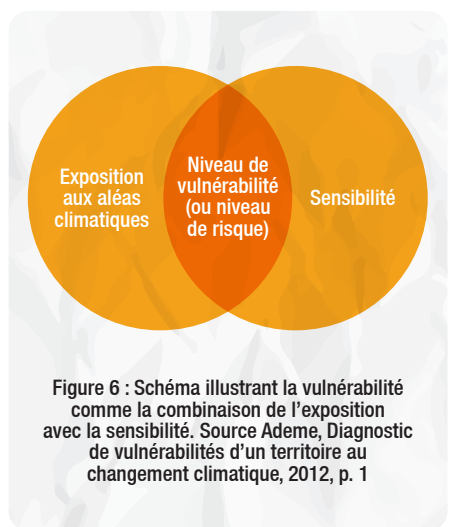 Exposition
aux aléas
climatiques
Niveau de
vulnérabilité
(ou niveau
de risque)
Sensibilité
Figure 6 : Schéma illustrant la vulnérabilité
comme la combinaison de l’exposition
avec la sensibilité. Source Ademe, Diagnostic
de vulnérabilités d’un territoire au
changement climatique, 2012, p. 1